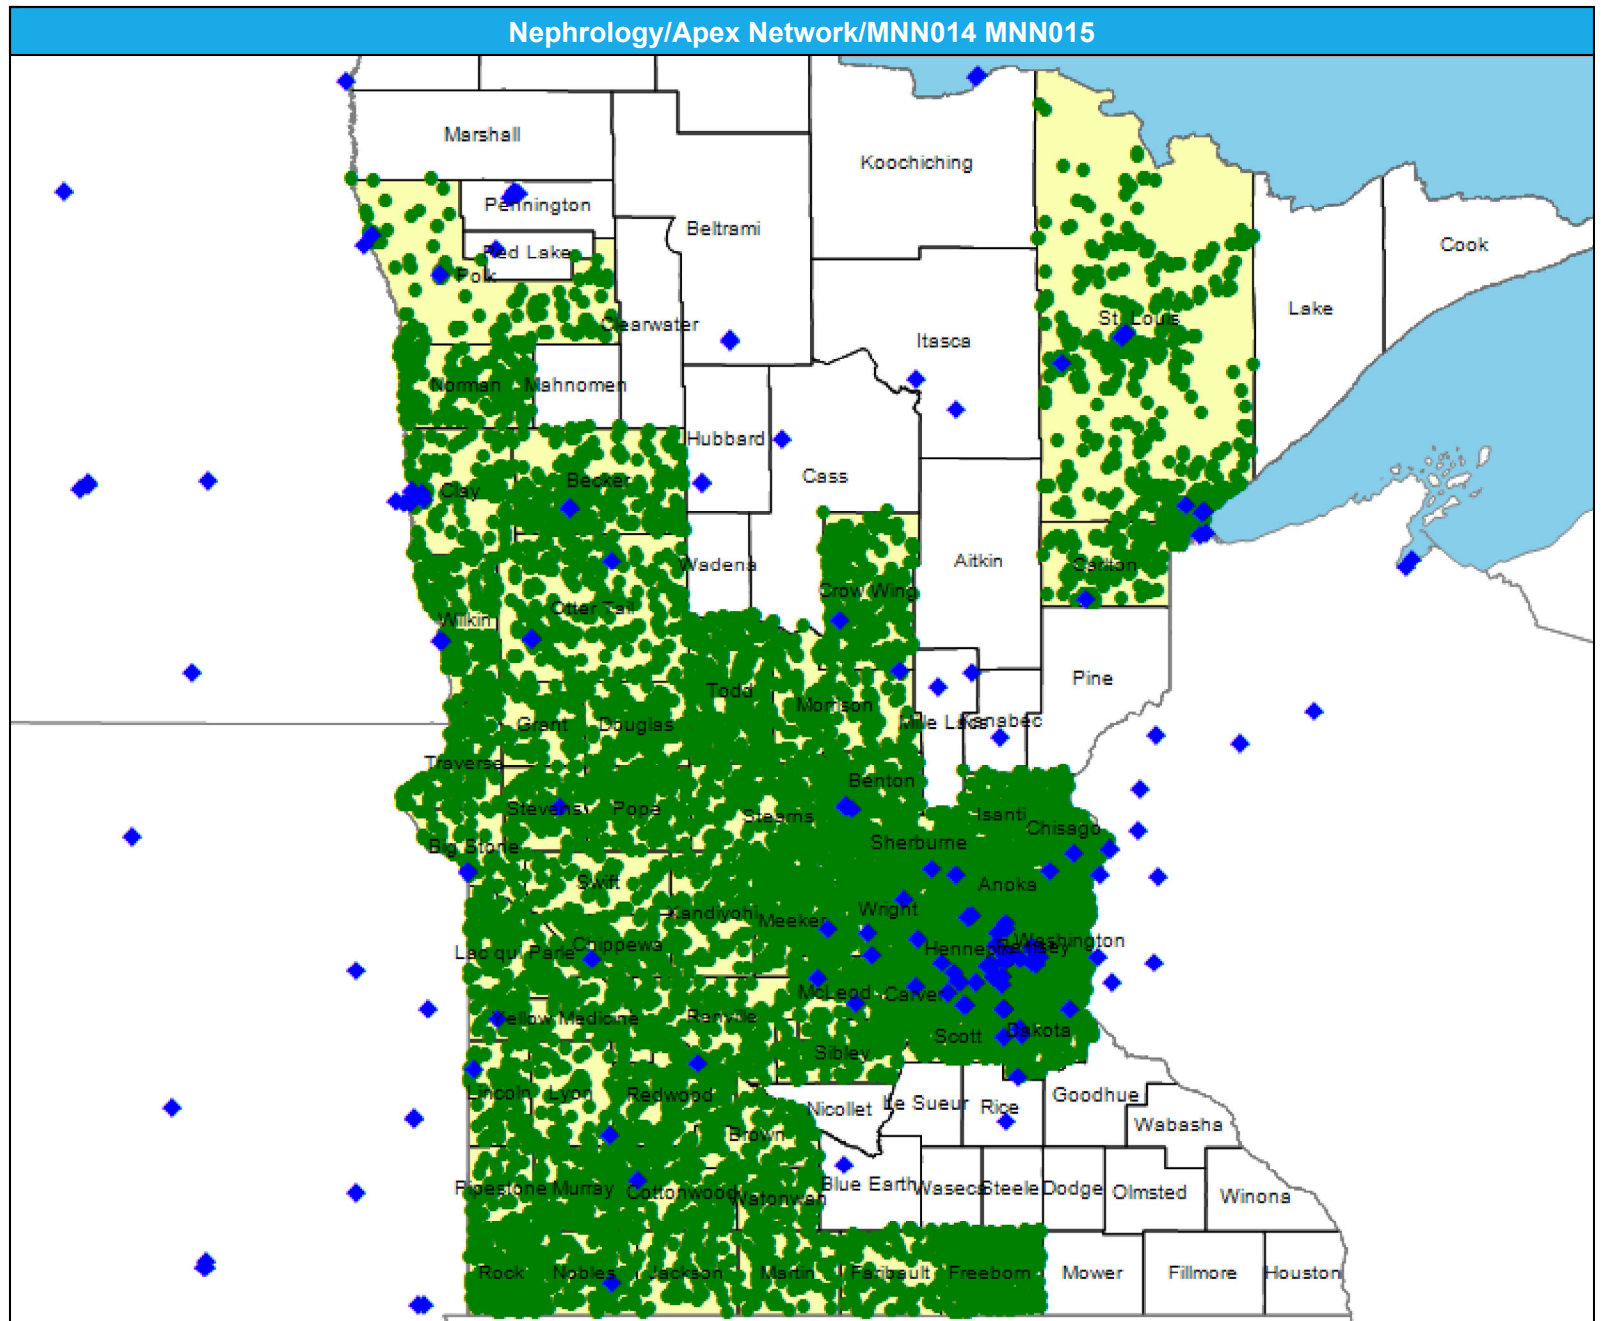 Nephrology/Apex Network/MNN014 MNN015
Marshall
Koochiching
Pennington
Beltrami
Red Lake
Cook
Polk
Lake
St. Louis
Clearwater
Itasca
Norman
Mahnomen
Hubbard
Cass
Becker
Clay
Aitkin
Wadena
Carlton
Crow Wing
Otter Tail
Wilkin
Pine
Todd
Morrison
Mille Lacs
Kanabec
Grant
Douglas
Traverse
Benton
Stevens
Pope
Stearns
Isanti
Chisago
Sherburne
Big Stone
Swift
Anoka
Wright
Kandiyohi
Meeker
Washington
Hennepin
Ramsey
Chippewa
Lac qui Parle
McLeod
Carver
Yellow Medicine
Renville
Dakota
Scott
Sibley
Lincoln
Lyon
Redwood
Goodhue
Le Sueur
Rice
Nicollet
Wabasha
Brown
Pipestone
Murray
Cottonwood
Watonwan
Blue Earth
Waseca
Steele
Dodge
Olmsted
Winona
Rock
Nobles
Jackson
Martin
Faribault
Freeborn
Mower
Fillmore
Houston